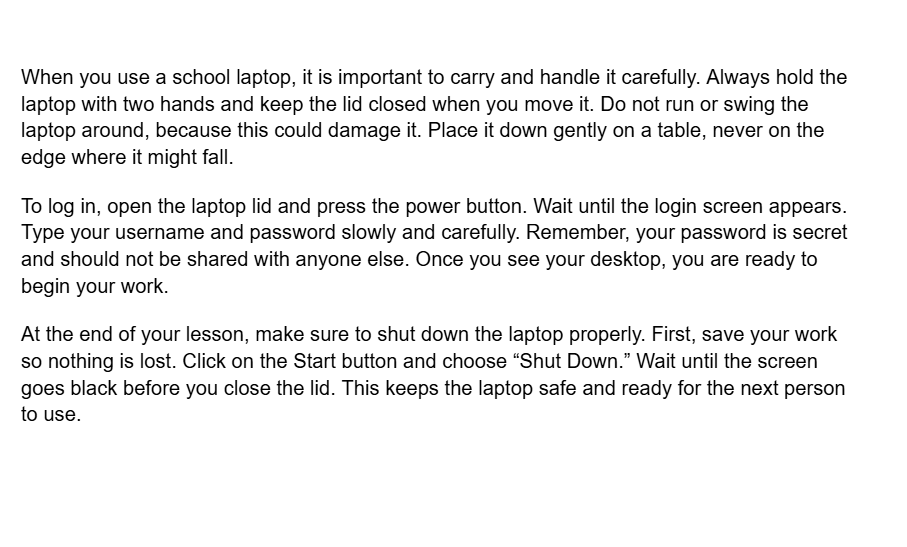 When you use a school laptop, it is important to carry and handle it carefully. Always hold the
laptop with two hands and keep the lid closed when you move it. Do not run or swing the
laptop around, because this could damage it. Place it down gently on a table, never on the
edge where it might fall.
To log in, open the laptop lid and press the power button. Wait until the login screen appears.
Type your username and password slowly and carefully. Remember, your password is secret
and should not be shared with anyone else. Once you see your desktop, you are ready to
begin your work.
At the end of your lesson, make sure to shut down the laptop properly. First, save your work
so nothing is lost. Click on the Start button and choose “Shut Down.” Wait until the screen
goes black before you close the lid. This keeps the laptop safe and ready for the next person
to use.